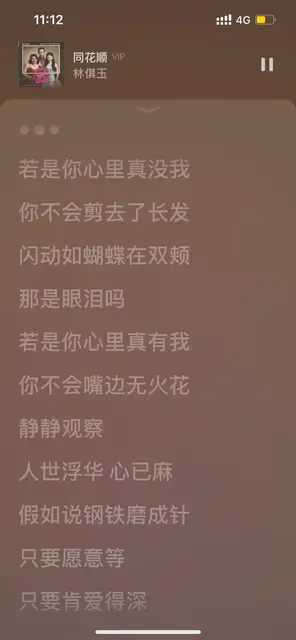 11:12
4G
同花顺 VIP
林俱玉
若是你心里真没我
你不会剪去了长发
闪动如蝴蝶在双颊
那是眼泪吗
若是你心里真有我
你不会嘴边无火花
静静观察
人世浮华 心已麻
假如说钢铁磨成针
只要愿意等
只要肯爱得深